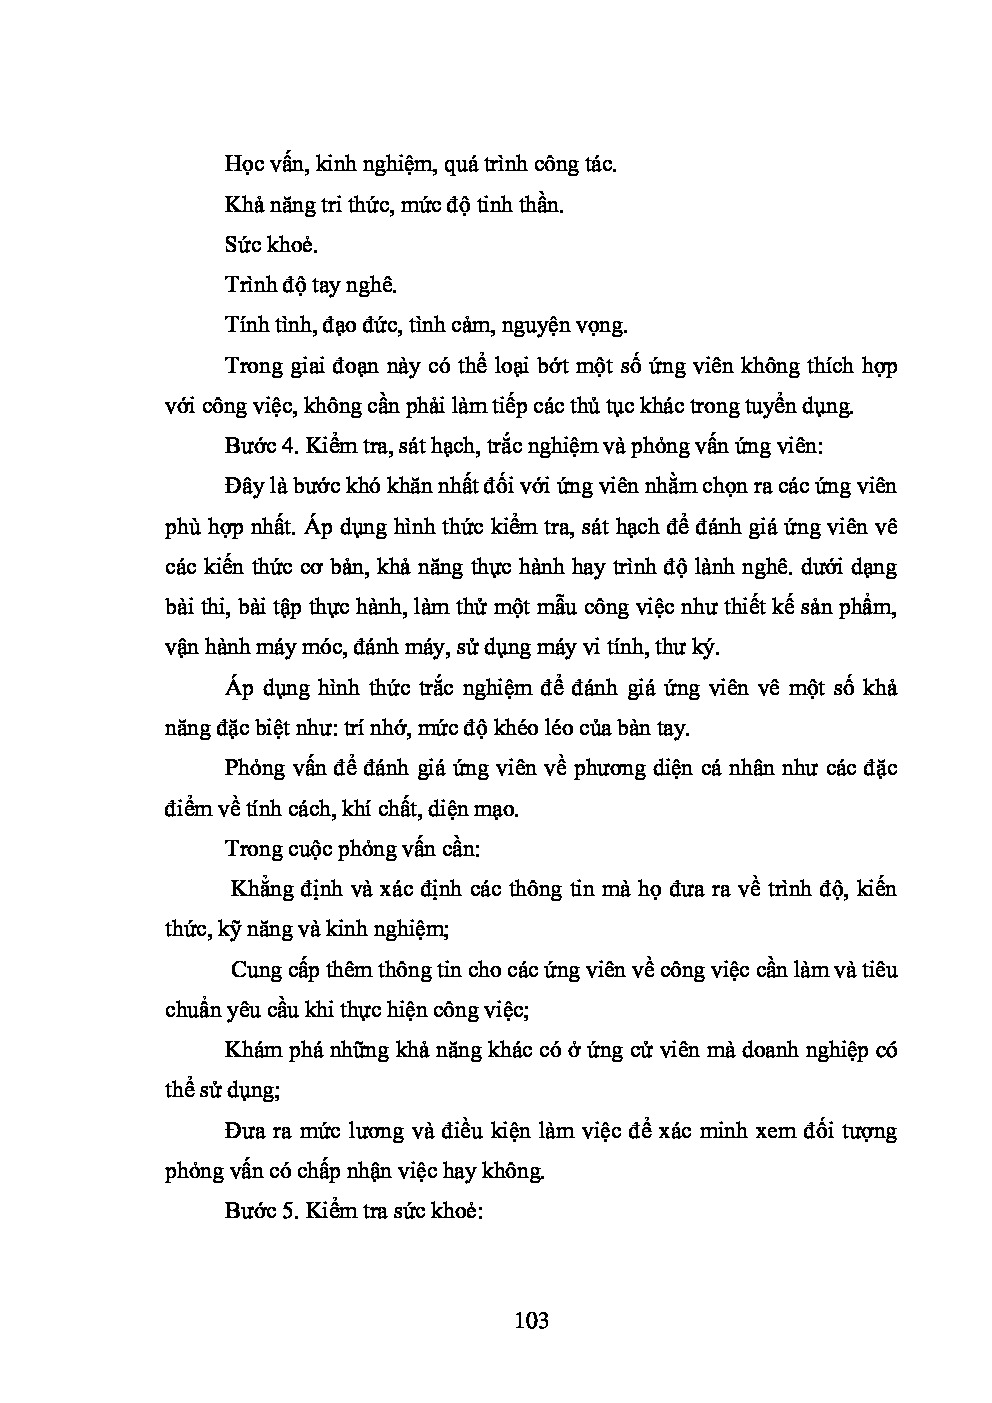 Học vấn, kinh nghiệm, quá trình công tác.
Khả năng tri thức, mức độ tinh thần.
Sức khoẻ.
Trình độ tay nghê.
Tính tình, đạo đức, tình cảm, nguyện vọng.
Trong giai đoạn này có thể loại bớt một số ứng viên không thích hợp
với công việc, không cần phải làm tiếp các thủ tục khác trong tuyển dụng.
Bước 4. Kiểm tra, sát hạch, trắc nghiệm và phỏng vấn ứng viên:
Đây là bước khó khăn nhất đối với ứng viên nhằm chọn ra các ứng viên
phù hợp nhất. Áp dụng hình thức kiểm tra, sát hạch để đánh giá ứng viên vê
các kiến thức cơ bản, khả năng thực hành hay trình độ lành nghê. dưới dạng
bài thi, bài tập thực hành, làm thử một mẫu công việc như thiết kế sản phẩm,
vận hành máy móc, đánh máy, sử dụng máy vi tính, thư ký.
Áp dụng hình thức trắc nghiệm để đánh giá ứng viên vê một số khả
năng đặc biệt như: trí nhớ, mức độ khéo léo của bàn tay.
Phỏng vấn để đánh giá ứng viên về phương diện cá nhân như các đặc
điểm về tính cách, khí chất, diện mạo.
Trong cuộc phỏng vấn cần:
Khẳng định và xác định các thông tin mà họ đưa ra về trình độ, kiến
thức, kỹ năng và kinh nghiệm;
Cung cấp thêm thông tin cho các ứng viên về công việc cần làm và tiêu
chuẩn yêu cầu khi thực hiện công việc;
Khám phá những khả năng khác có ở ứng cử viên mà doanh nghiệp có
thể sử dụng;
Đưa ra mức lương và điều kiện làm việc để xác minh xem đối tượng
phỏng vấn có chấp nhận việc hay không.
Bước 5. Kiểm tra sức khoẻ:
103